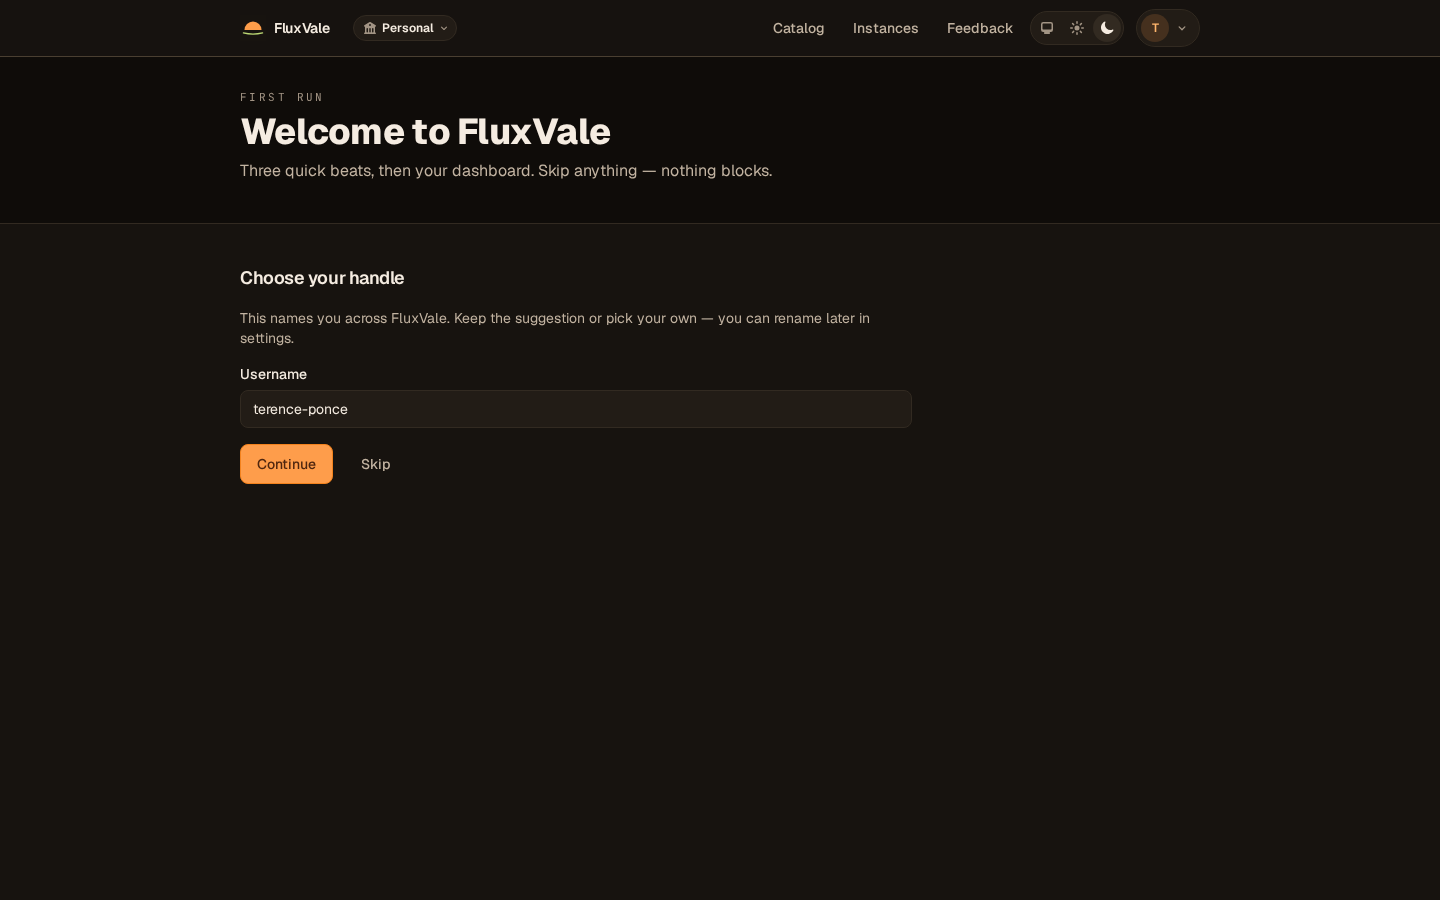 FluxVale
Personal
Catalog
Instances
Feedback
T
FIRST RUN
Welcome to FluxVale
Three quick beats, then your dashboard. Skip anything — nothing blocks.
Choose your handle
This names you across FluxVale. Keep the suggestion or pick your own — you can rename later in
settings.
Username
terence-ponce
Continue
Skip